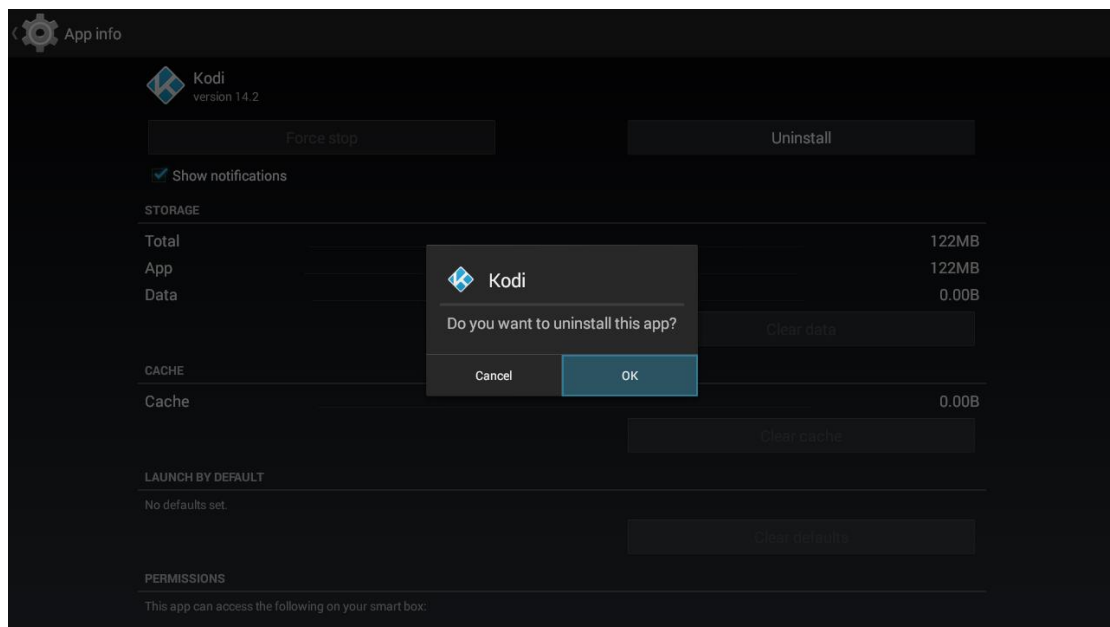 App info
Kodi
version 14.2
Force stop
Uninstall
Show notifications
STORAGE
Total 122MB
App 122MB
Data 0.00B
Kodi
Do you want to uninstall this app?
Cancel OK
Clear data
CACHE
Cache 0.00B
Clear cache
LAUNCH BY DEFAULT
No defaults set.
Clear defaults
PERMISSIONS
This app can access the following on your smart box: